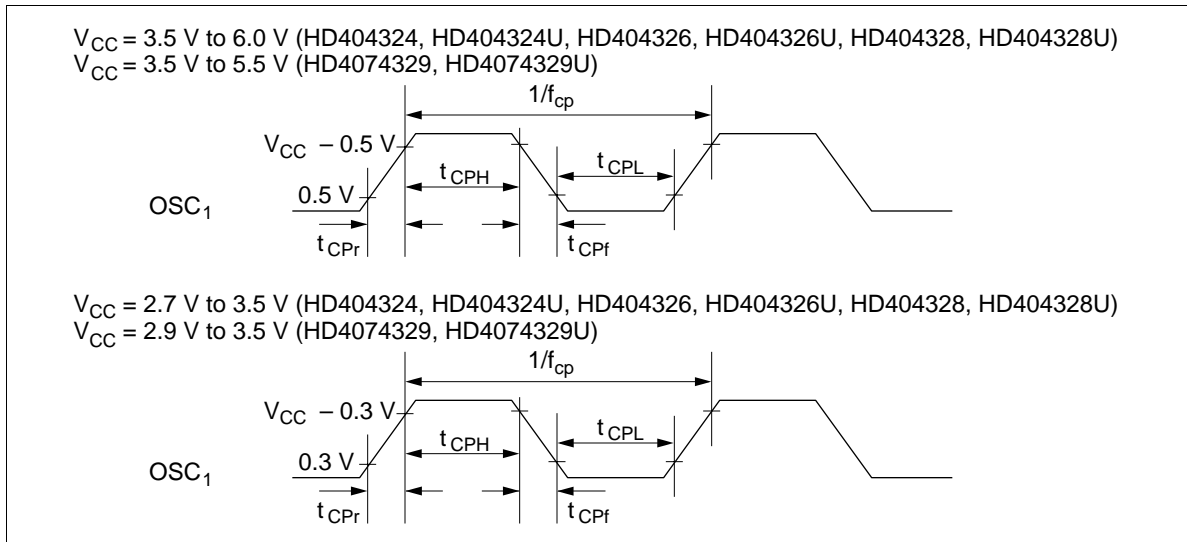 VCC = 3.5 V to 6.0 V (HD404324, HD404324U, HD404326, HD404326U, HD404328, HD404328U)
VCC = 3.5 V to 5.5 V (HD4074329, HD4074329U)
1/fcp
VCC – 0.5 V
tCPH
tCPL
0.5 V
OSC1
tCPr
tCPf
VCC = 2.7 V to 3.5 V (HD404324, HD404324U, HD404326, HD404326U, HD404328, HD404328U)
VCC = 2.9 V to 3.5 V (HD4074329, HD4074329U)
1/fcp
VCC – 0.3 V
tCPH
tCPL
0.3 V
OSC1
tCPr
tCPf